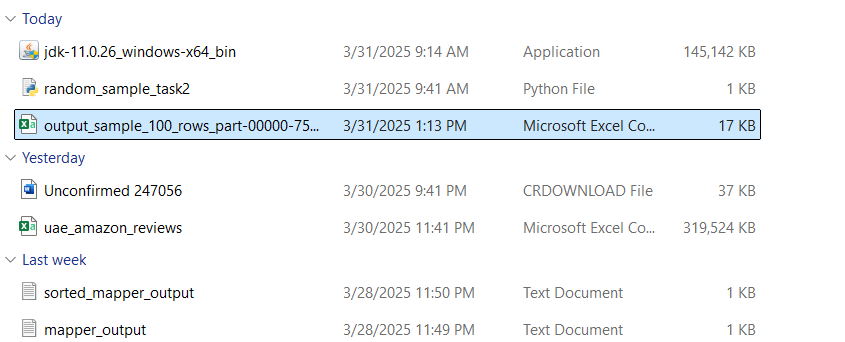 Today
jdk-11.0.26_windows-x64_bin 3/31/2025 9:14 AM Application 145,142 KB
random_sample_task2 3/31/2025 9:41 AM Python File 1 KB
output_sample_100_rows_part-00000-75... 3/31/2025 1:13 PM Microsoft Excel Co... 17 KB
Yesterday
Unconfirmed 247056 3/30/2025 9:41 PM CRDOWNLOAD File 37 KB
uae_amazon_reviews 3/30/2025 11:41 PM Microsoft Excel Co... 319,524 KB
Last week
sorted_mapper_output 3/28/2025 11:50 PM Text Document 1 KB
mapper_output 3/28/2025 11:49 PM Text Document 1 KB